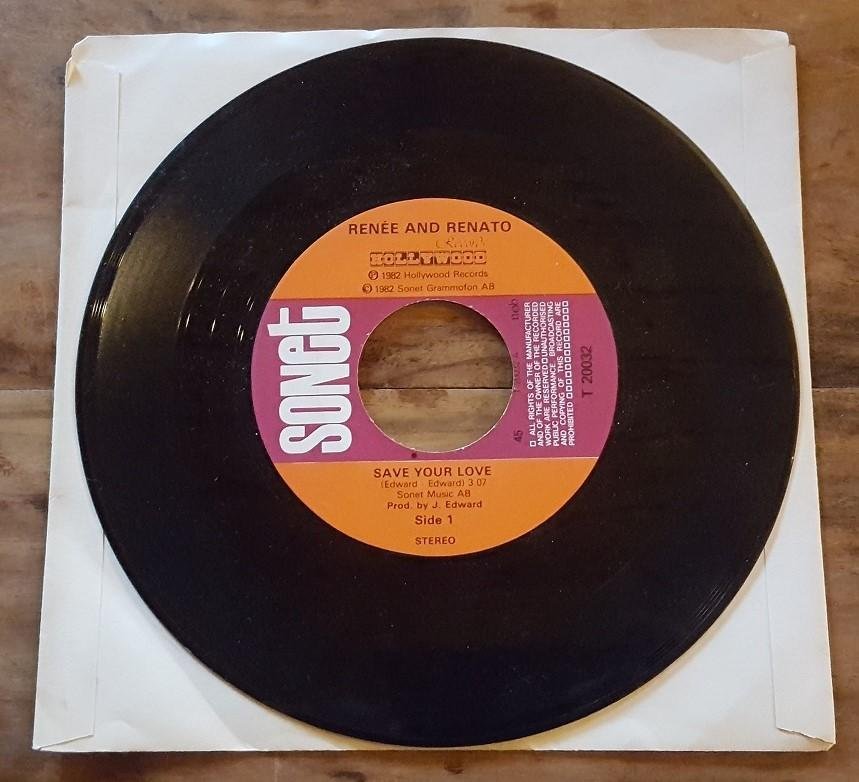 RENÉE AND RENATO
Records
HOLLYWOOD
℗ 1982 Hollywood Records
© 1982 Sonet Grammofon AB
sonet
45
ncb
□ ALL RIGHTS OF THE MANUFACTURER
AND OF THE OWNER OF THE RECORDED
WORK ARE RESERVED □ UNAUTHORISED
PUBLIC PERFORMANCE, BROADCASTING
AND COPYING OF THIS RECORD ARE
PROHIBITED □□□□□□□□□□□□□
T 20032
SAVE YOUR LOVE
(Edward - Edward) 3.07
Sonet Music AB
Prod. by J. Edward
Side 1
STEREO